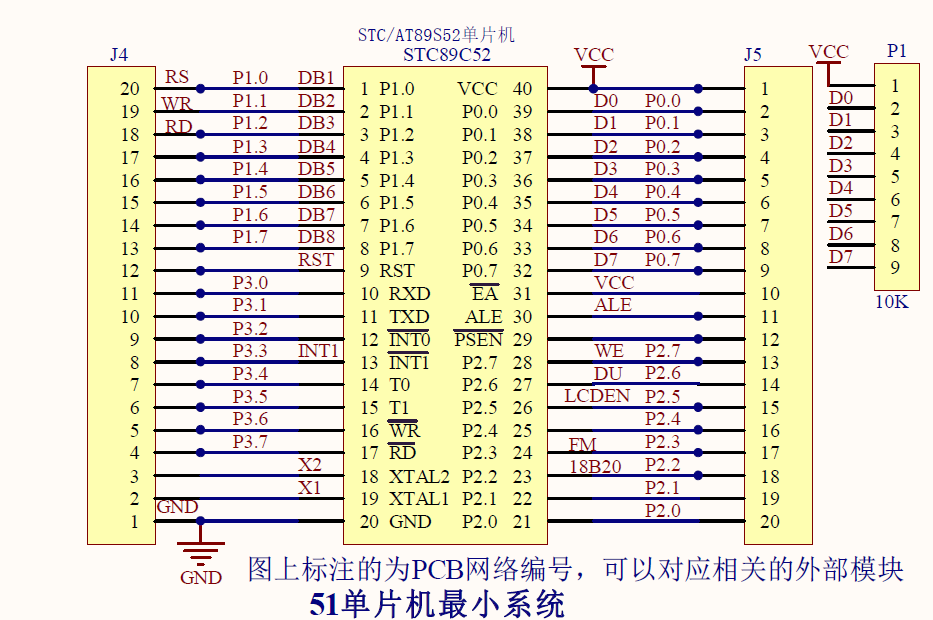 STC/AT89S52单片机
J4 STC89C52 VCC J5 VCC P1
20 RS P1.0 DB1 1 P1.0 VCC 40 1 1
19 WR P1.1 DB2 2 P1.1 P0.0 39 D0 P0.0 2 D0 2
18 RD P1.2 DB3 3 P1.2 P0.1 38 D1 P0.1 3 D1 3
17 P1.3 DB4 4 P1.3 P0.2 37 D2 P0.2 4 D2 4
16 P1.4 DB5 5 P1.4 P0.3 36 D3 P0.3 5 D3 5
15 P1.5 DB6 6 P1.5 P0.4 35 D4 P0.4 6 D4 6
14 P1.6 DB7 7 P1.6 P0.5 34 D5 P0.5 7 D5 7
13 P1.7 DB8 8 P1.7 P0.6 33 D6 P0.6 8 D6 8
12 RST 9 RST P0.7 32 D7 P0.7 9 D7 9
11 P3.0 10 RXD EA 31 VCC 10 10K
10 P3.1 11 TXD ALE 30 ALE 11
9 P3.2 12 INT0 PSEN 29 12
8 P3.3 INT1 13 INT1 P2.7 28 WE P2.7 13
7 P3.4 14 T0 P2.6 27 DU P2.6 14
6 P3.5 15 T1 P2.5 26 LCDEN P2.5 15
5 P3.6 16 WR P2.4 25 P2.4 16
4 P3.7 17 RD P2.3 24 FM P2.3 17
3 X2 18 XTAL2 P2.2 23 18B20 P2.2 18
2 X1 19 XTAL1 P2.1 22 P2.1 19
1 GND 20 GND P2.0 21 P2.0 20
GND
图上标注的为PCB网络编号，可以对应相关的外部模块
51单片机最小系统